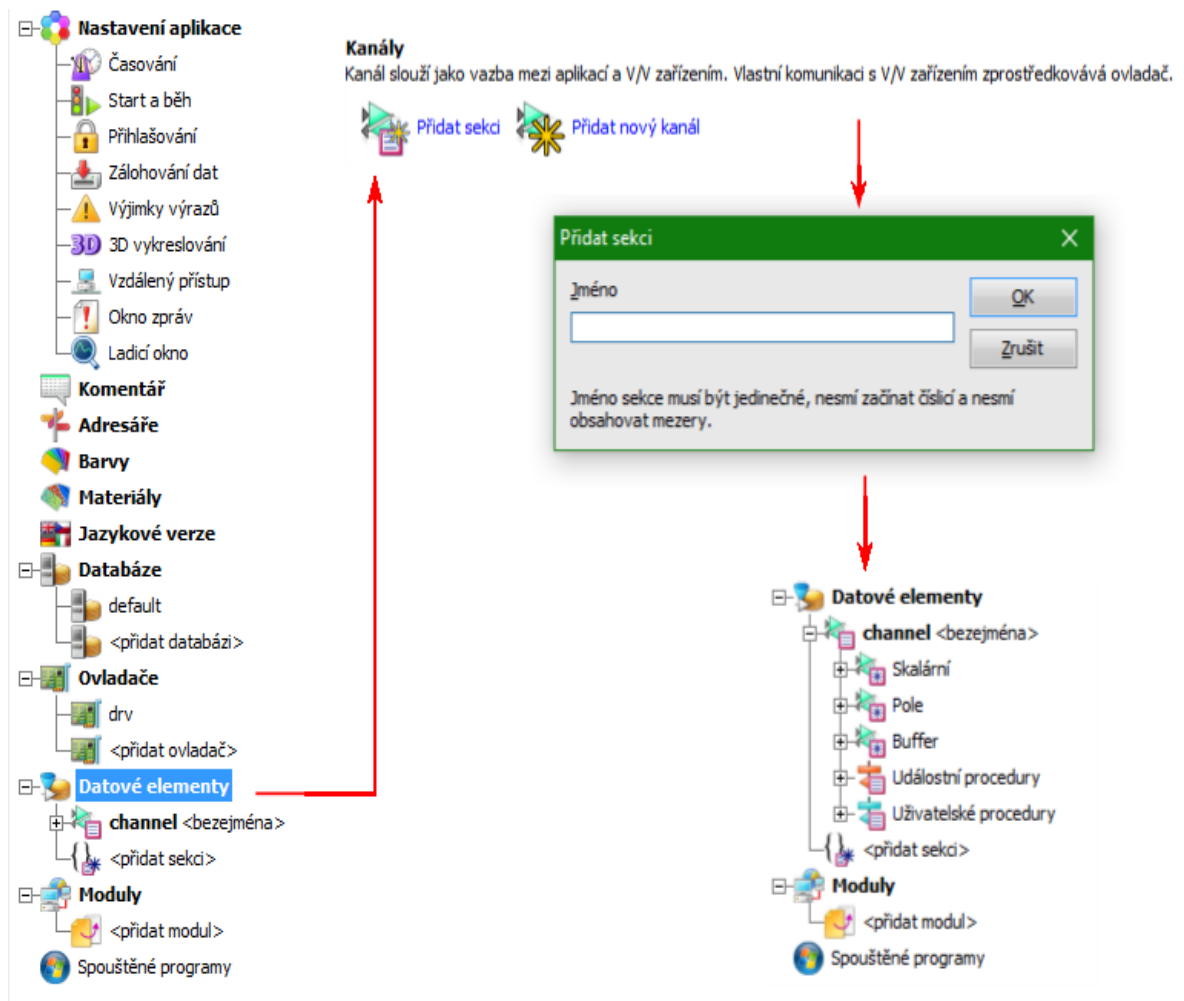 Nastavení aplikace
Časování
Start a běh
Přihlašování
Zálohování dat
Výjimky výrazů
3D 3D vykreslování
Vzdálený přístup
Okno zpráv
Ladicí okno
Komentář
Adresáře
Barvy
Materiály
Jazykové verze
Databáze
default
<přidat databázi>
Ovladače
drv
<přidat ovladač>
Datové elementy
channel <bezejména>
<přidat sekci>
Moduly
<přidat modul>
Spouštěné programy
Kanály
Kanál slouží jako vazba mezi aplikací a V/V zařízením. Vlastní komunikaci s V/V zařízením zprostředkovává ovladač.
Přidat sekci Přidat nový kanál
Přidat sekci
Jméno
OK
Zrušit
Jméno sekce musí být jedinečné, nesmí začínat číslicí a nesmí
obsahovat mezery.
Datové elementy
channel <bezejména>
Skalární
Pole
Buffer
Událostní procedury
Uživatelské procedury
<přidat sekci>
Moduly
<přidat modul>
Spouštěné programy